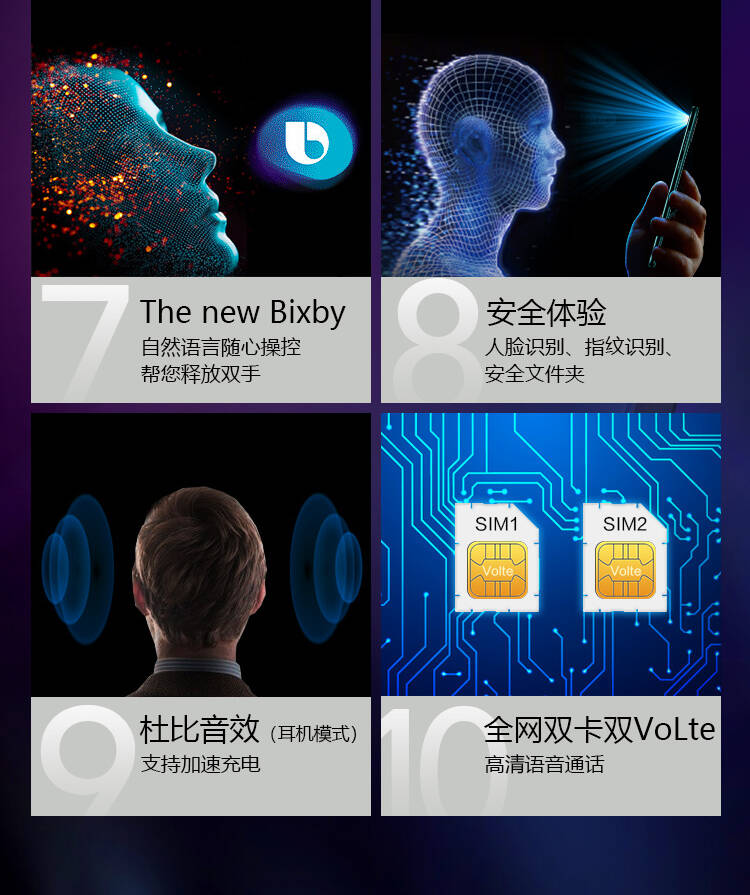 7
The new Bixby
自然语言随心操控
帮您释放双手
8
安全体验
人脸识别、指纹识别、
安全文件夹
9
杜比音效（耳机模式）
支持加速充电
SIM1
Volte
SIM2
Volte
10
全网双卡双VoLte
高清语音通话